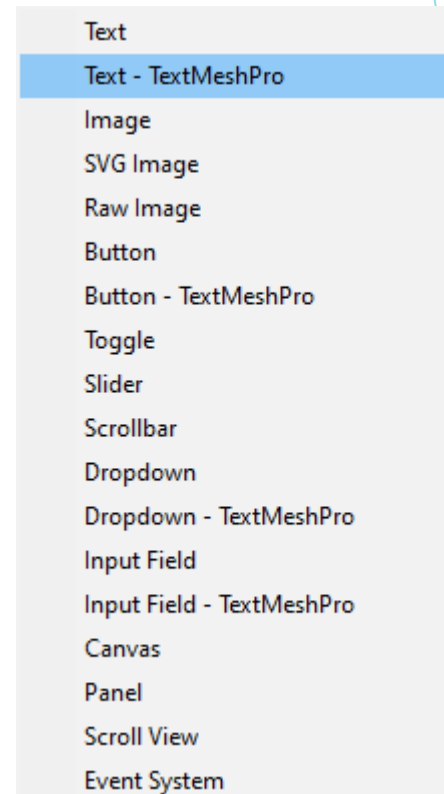 Text
Text - TextMeshPro
Image
SVG Image
Raw Image
Button
Button - TextMeshPro
Toggle
Slider
Scrollbar
Dropdown
Dropdown - TextMeshPro
Input Field
Input Field - TextMeshPro
Canvas
Panel
Scroll View
Event System